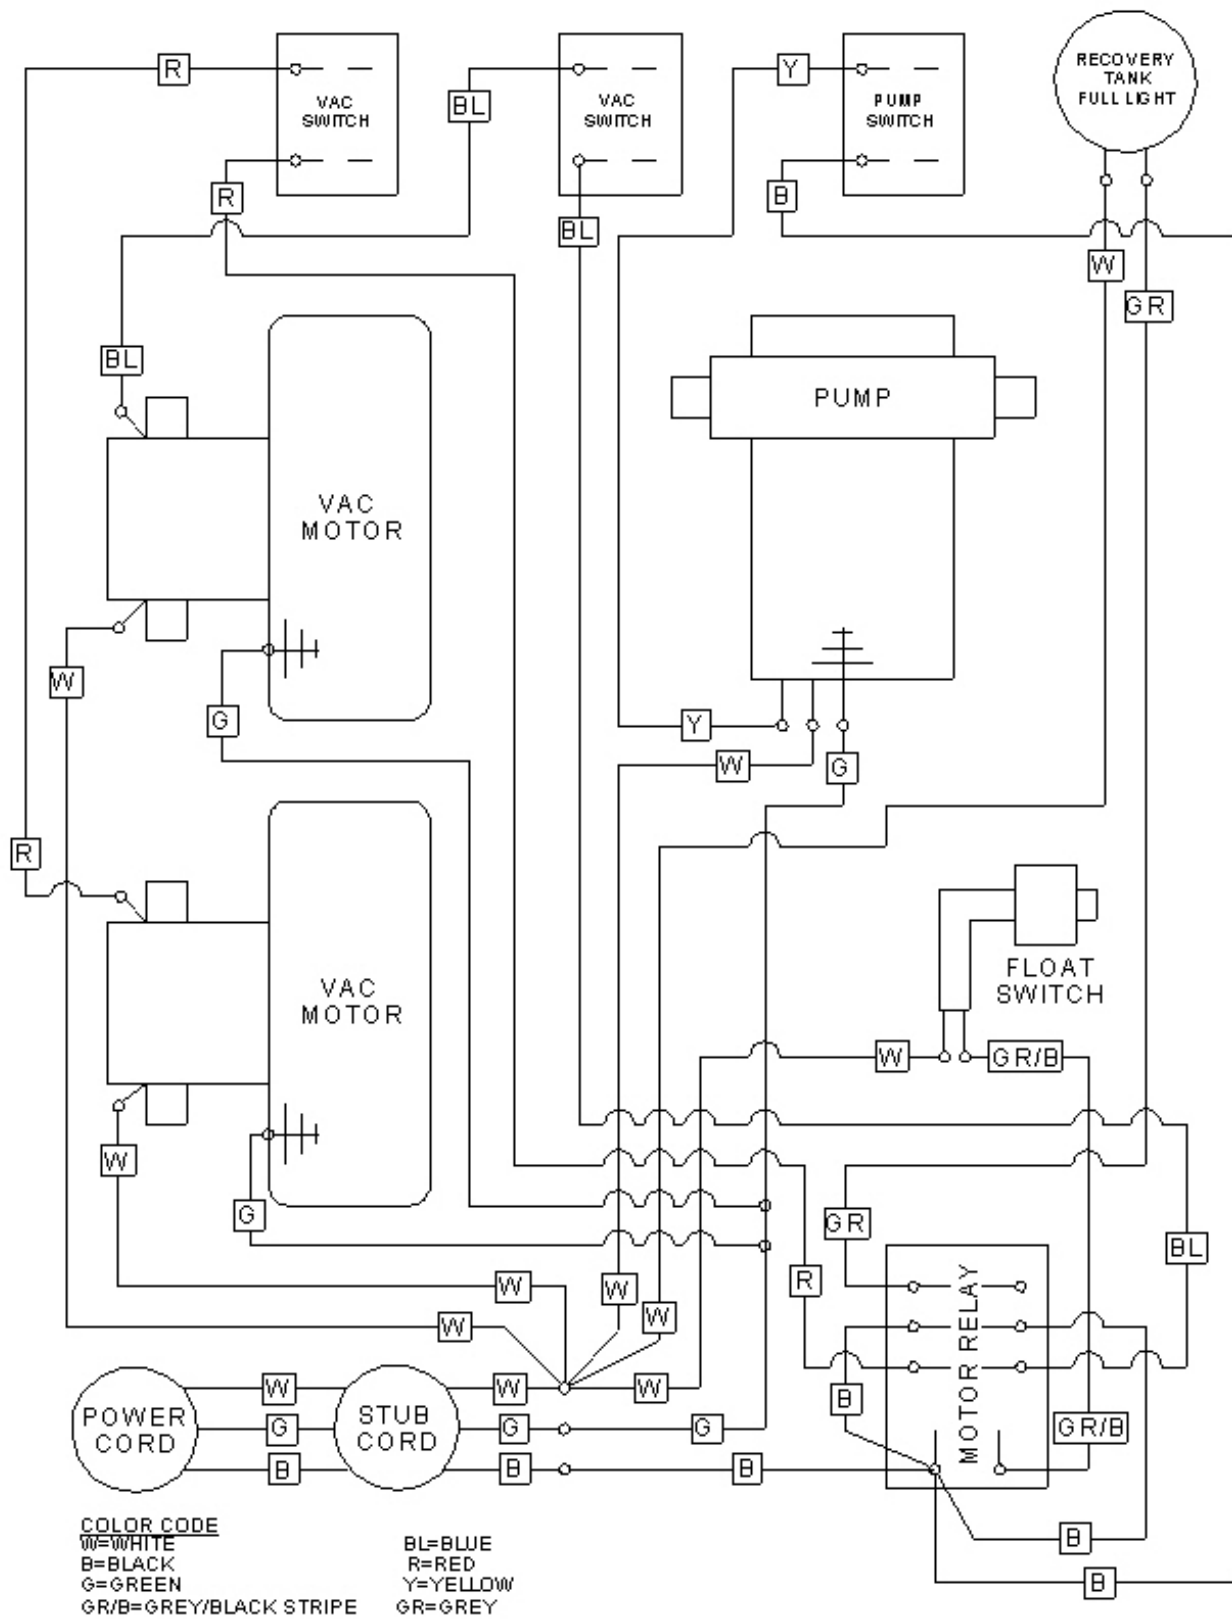 R
VAC
SWITCH
BL
VAC
SWITCH
Y
PUMP
SWITCH
RECOVERY
TANK
FULL LIGHT
R
BL
B
W
GR
BL
PUMP
VAC
MOTOR
W
G
Y
W
G
R
VAC
MOTOR
FLOAT
SWITCH
W
GR/B
W
G
GR
BL
R
W
W
W
W
MOTOR RELAY
POWER
CORD
W
G
B
STUB
CORD
W
G
B
W
G
B
B
GR/B
B
B
COLOR CODE
W=WHITE
B=BLACK
G=GREEN
GR/B=GREY/BLACK STRIPE
BL=BLUE
R=RED
Y=YELLOW
GR=GREY